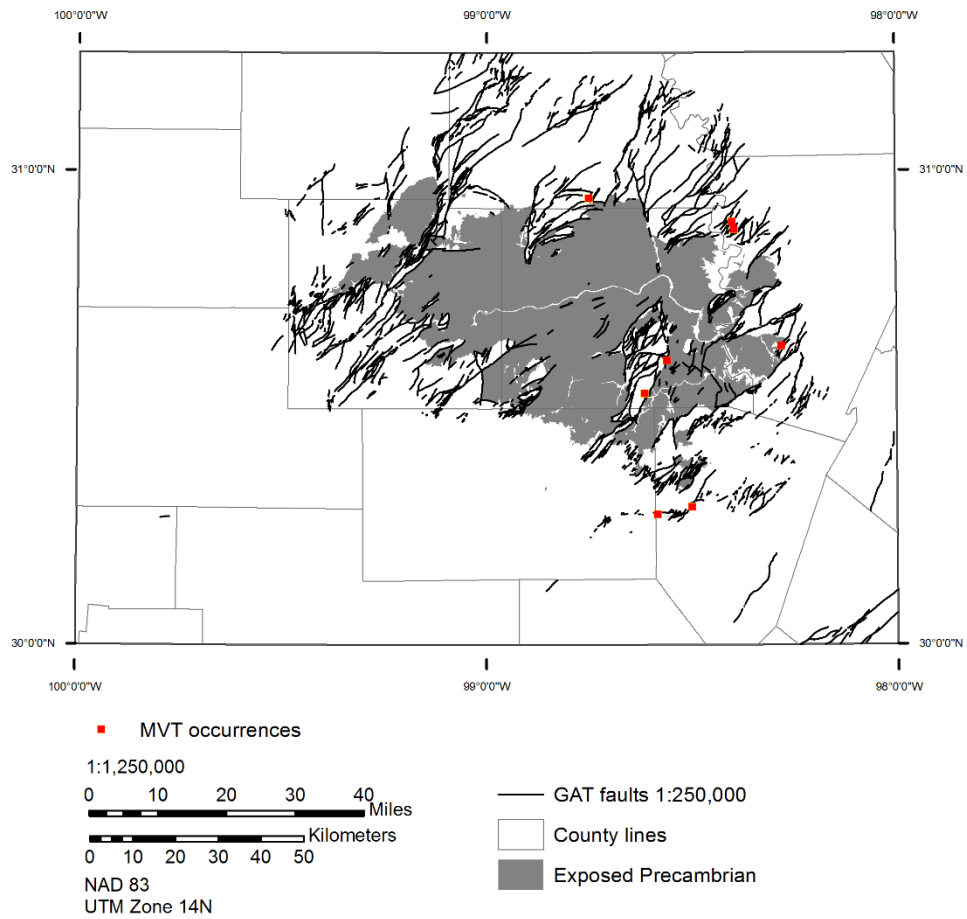 100°0'0"W 99°0'0"W 98°0'0"W
31°0'0"N 31°0'0"N
30°0'0"N 30°0'0"N
100°0'0"W 99°0'0"W 98°0'0"W
MVT occurrences
1:1,250,000
0 10 20 30 40
Miles
Kilometers
0 10 20 30 40 50
NAD 83
UTM Zone 14N
GAT faults 1:250,000
County lines
Exposed Precambrian